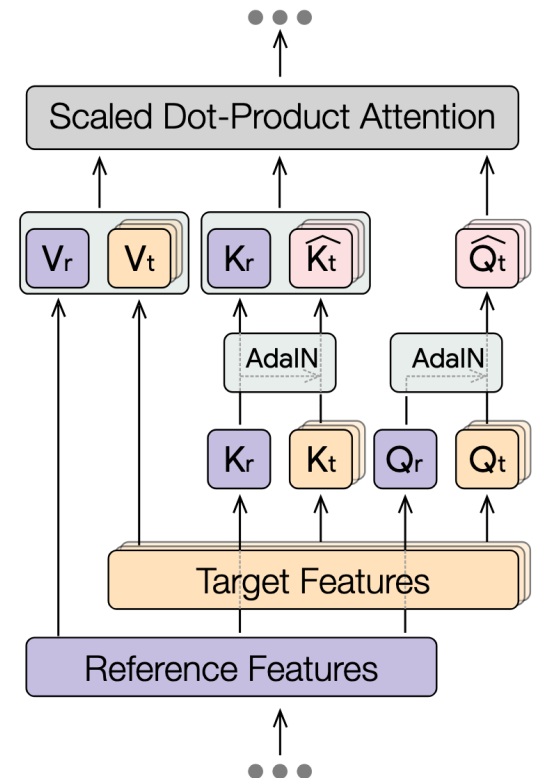 Scaled Dot-Product Attention
Vr Vt Kr K̂t Q̂t
AdaIN AdaIN
Kr Kt Qr Qt
Target Features
Reference Features